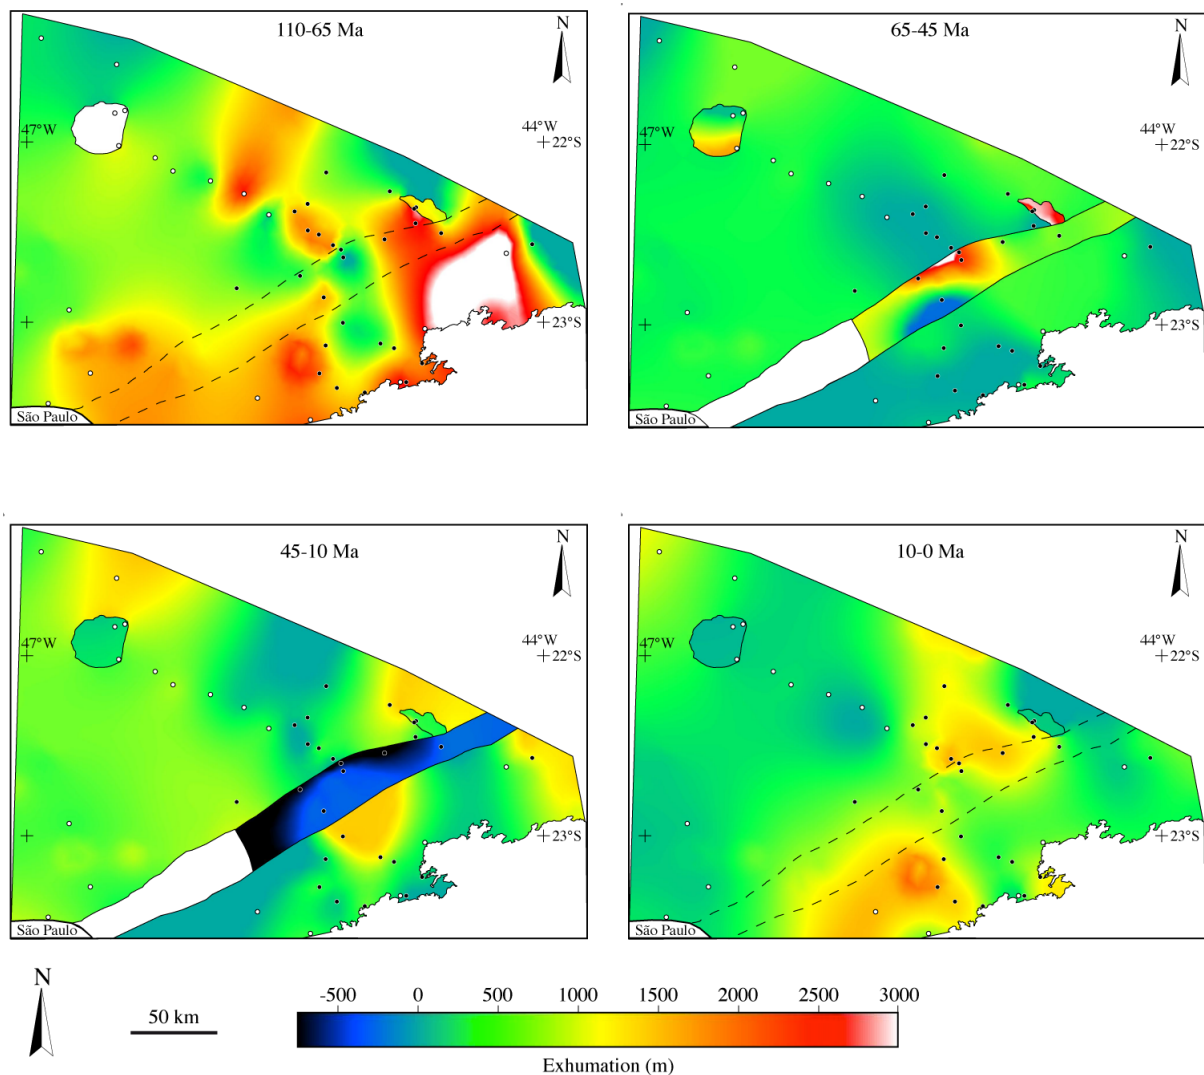 110-65 Ma
N
47°W
44°W
22°S
23°S
São Paulo
65-45 Ma
N
47°W
44°W
22°S
23°S
São Paulo
45-10 Ma
N
47°W
44°W
22°S
23°S
São Paulo
10-0 Ma
N
47°W
44°W
22°S
23°S
São Paulo
N
50 km
-500 0 500 1000 1500 2000 2500 3000
Exhumation (m)